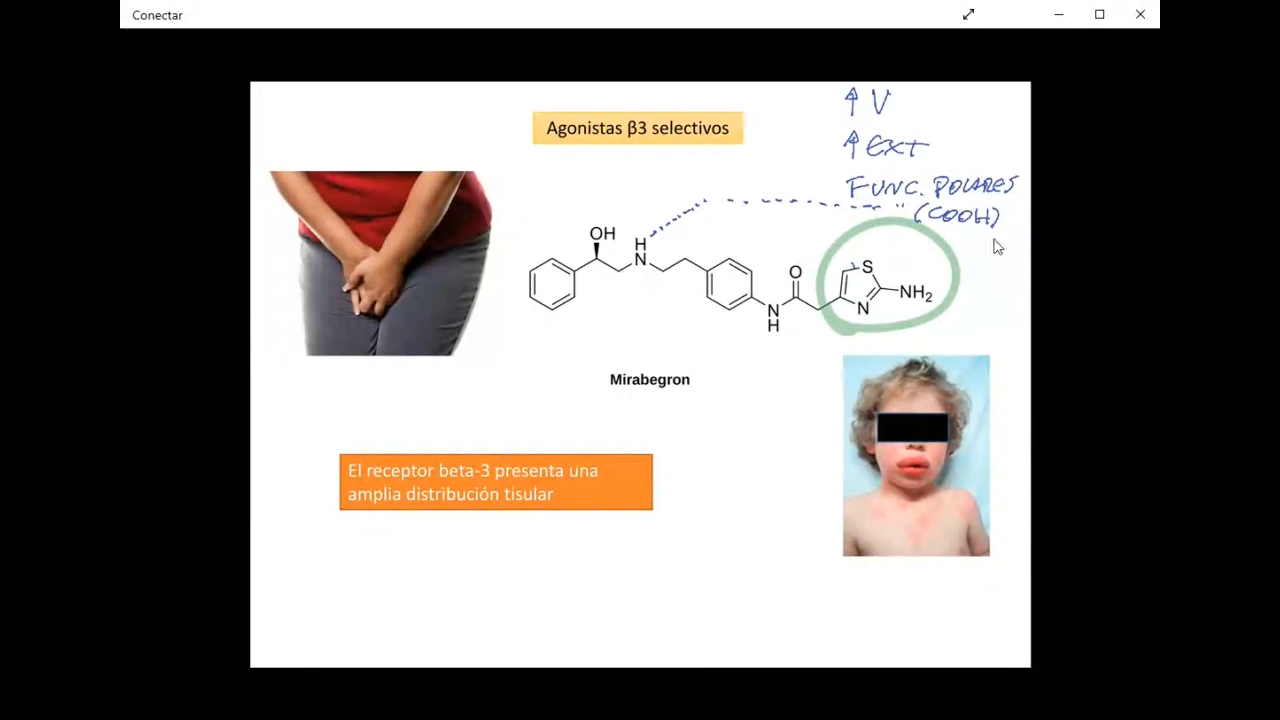 Conectar
Agonistas β3 selectivos
↑ V
↑ EXT
FUNC. POLARES
(COOH)
OH
H
N
O
N
H
S
N
NH2
Mirabegron
El receptor beta-3 presenta una
amplia distribución tisular